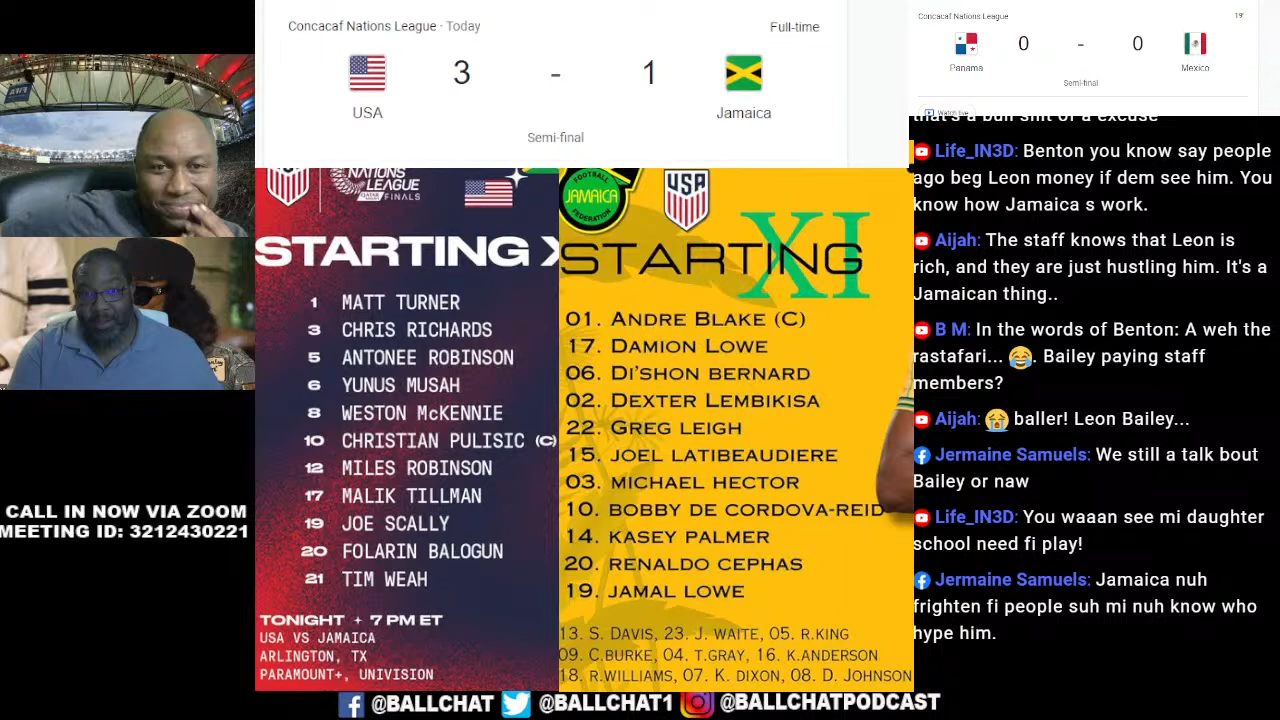 Concacaf Nations League · Today
Full-time
USA 3 - 1 Jamaica
Semi-final
Concacaf Nations League
19'
Panama 0 - 0 Mexico
Semi-final
Watch live
NATIONS
LEAGUE
FINALS
STARTING X
1 MATT TURNER
3 CHRIS RICHARDS
5 ANTONEE ROBINSON
6 YUNUS MUSAH
8 WESTON McKENNIE
10 CHRISTIAN PULISIC (C)
12 MILES ROBINSON
17 MALIK TILLMAN
19 JOE SCALLY
20 FOLARIN BALOGUN
21 TIM WEAH
TONIGHT + 7 PM ET
USA VS JAMAICA
ARLINGTON, TX
PARAMOUNT+, UNIVISION
FOOTBALL
JAMAICA
FEDERATION
USA
STARTING
XI
01. ANDRE BLAKE (C)
17. DAMION LOWE
06. DI'SHON BERNARD
02. DEXTER LEMBIKISA
22. GREG LEIGH
15. JOEL LATIBEAUDIERE
03. MICHAEL HECTOR
10. BOBBY DE CORDOVA-REID
14. KASEY PALMER
20. RENALDO CEPHAS
19. JAMAL LOWE
13. S. DAVIS, 23. J. WAITE, 05. R.KING
09. C.BURKE, 04. T.GRAY, 16. K.ANDERSON
18. R.WILLIAMS, 07. K. DIXON, 08. D. JOHNSON
that's a bull shit of a excuse
Life_IN3D: Benton you know say people
ago beg Leon money if dem see him. You
know how Jamaica s work.
Aijah: The staff knows that Leon is
rich, and they are just hustling him. It's a
Jamaican thing..
B M: In the words of Benton: A weh the
rastafari... 😂. Bailey paying staff
members?
Aijah: 😭 baller! Leon Bailey...
Jermaine Samuels: We still a talk bout
Bailey or naw
Life_IN3D: You waaan see mi daughter
school need fi play!
Jermaine Samuels: Jamaica nuh
frighten fi people suh mi nuh know who
hype him.
CALL IN NOW VIA ZOOM
MEETING ID: 3212430221
@BALLCHAT @BALLCHAT1 @BALLCHATPODCAST